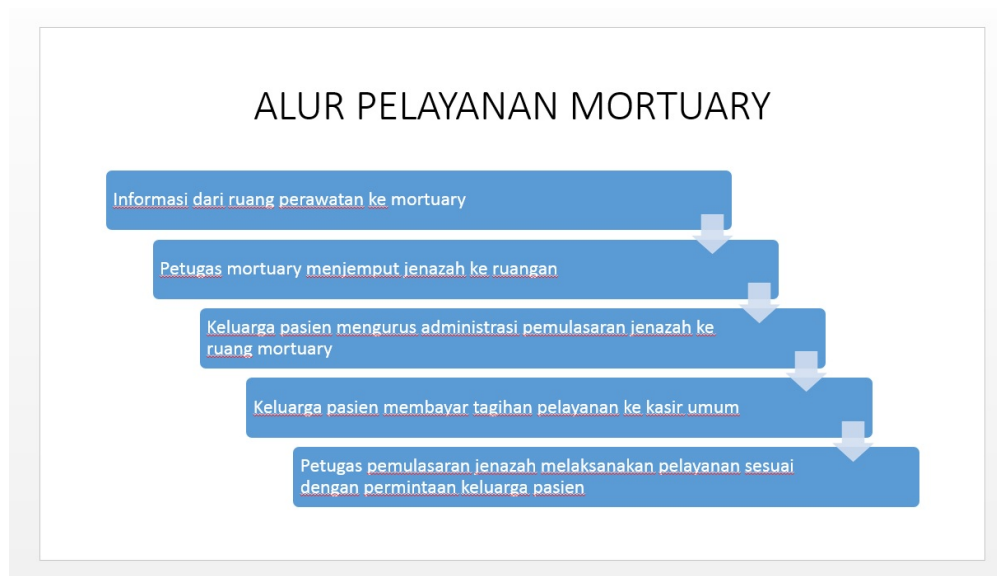 ALUR PELAYANAN MORTUARY
Informasi dari ruang perawatan ke mortuary
Petugas mortuary menjemput jenazah ke ruangan
Keluarga pasien mengurus administrasi pemulasaran jenazah ke
ruang mortuary
Keluarga pasien membayar tagihan pelayanan ke kasir umum
Petugas pemulasaran jenazah melaksanakan pelayanan sesuai
dengan permintaan keluarga pasien